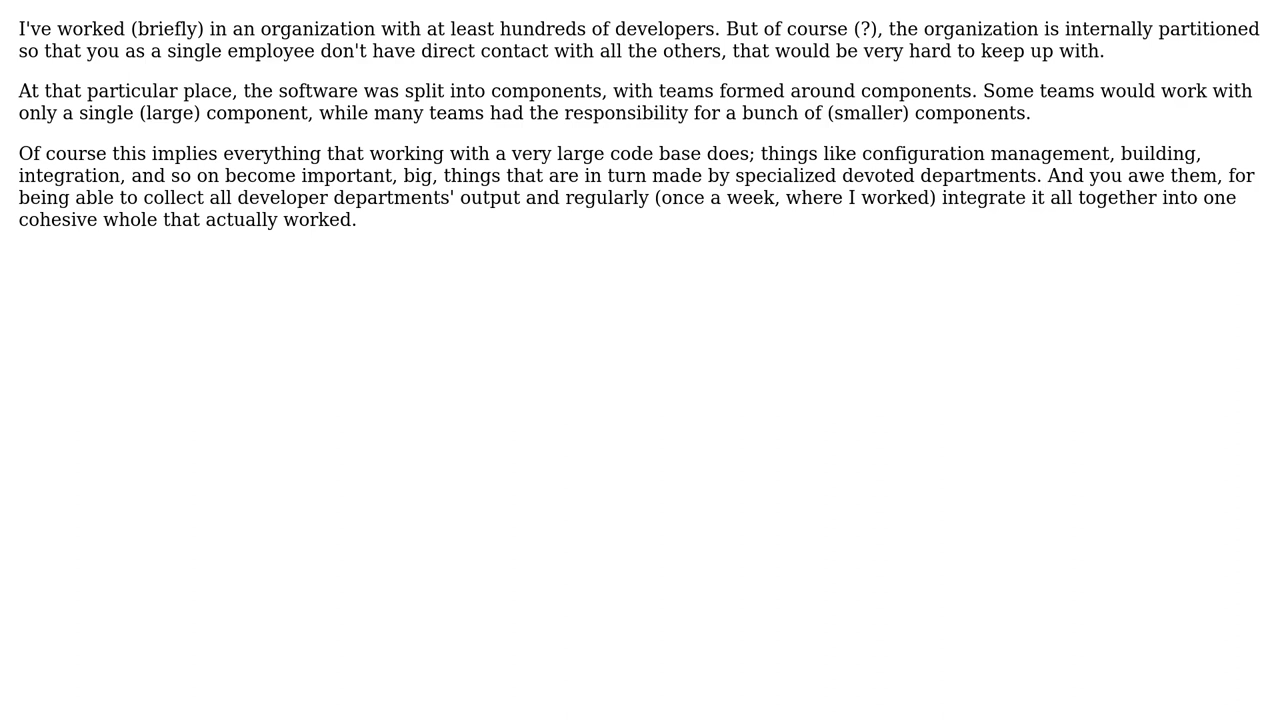 I've worked (briefly) in an organization with at least hundreds of developers. But of course (?), the organization is internally partitioned
so that you as a single employee don't have direct contact with all the others, that would be very hard to keep up with.
At that particular place, the software was split into components, with teams formed around components. Some teams would work with
only a single (large) component, while many teams had the responsibility for a bunch of (smaller) components.
Of course this implies everything that working with a very large code base does; things like configuration management, building,
integration, and so on become important, big, things that are in turn made by specialized devoted departments. And you awe them, for
being able to collect all developer departments' output and regularly (once a week, where I worked) integrate it all together into one
cohesive whole that actually worked.